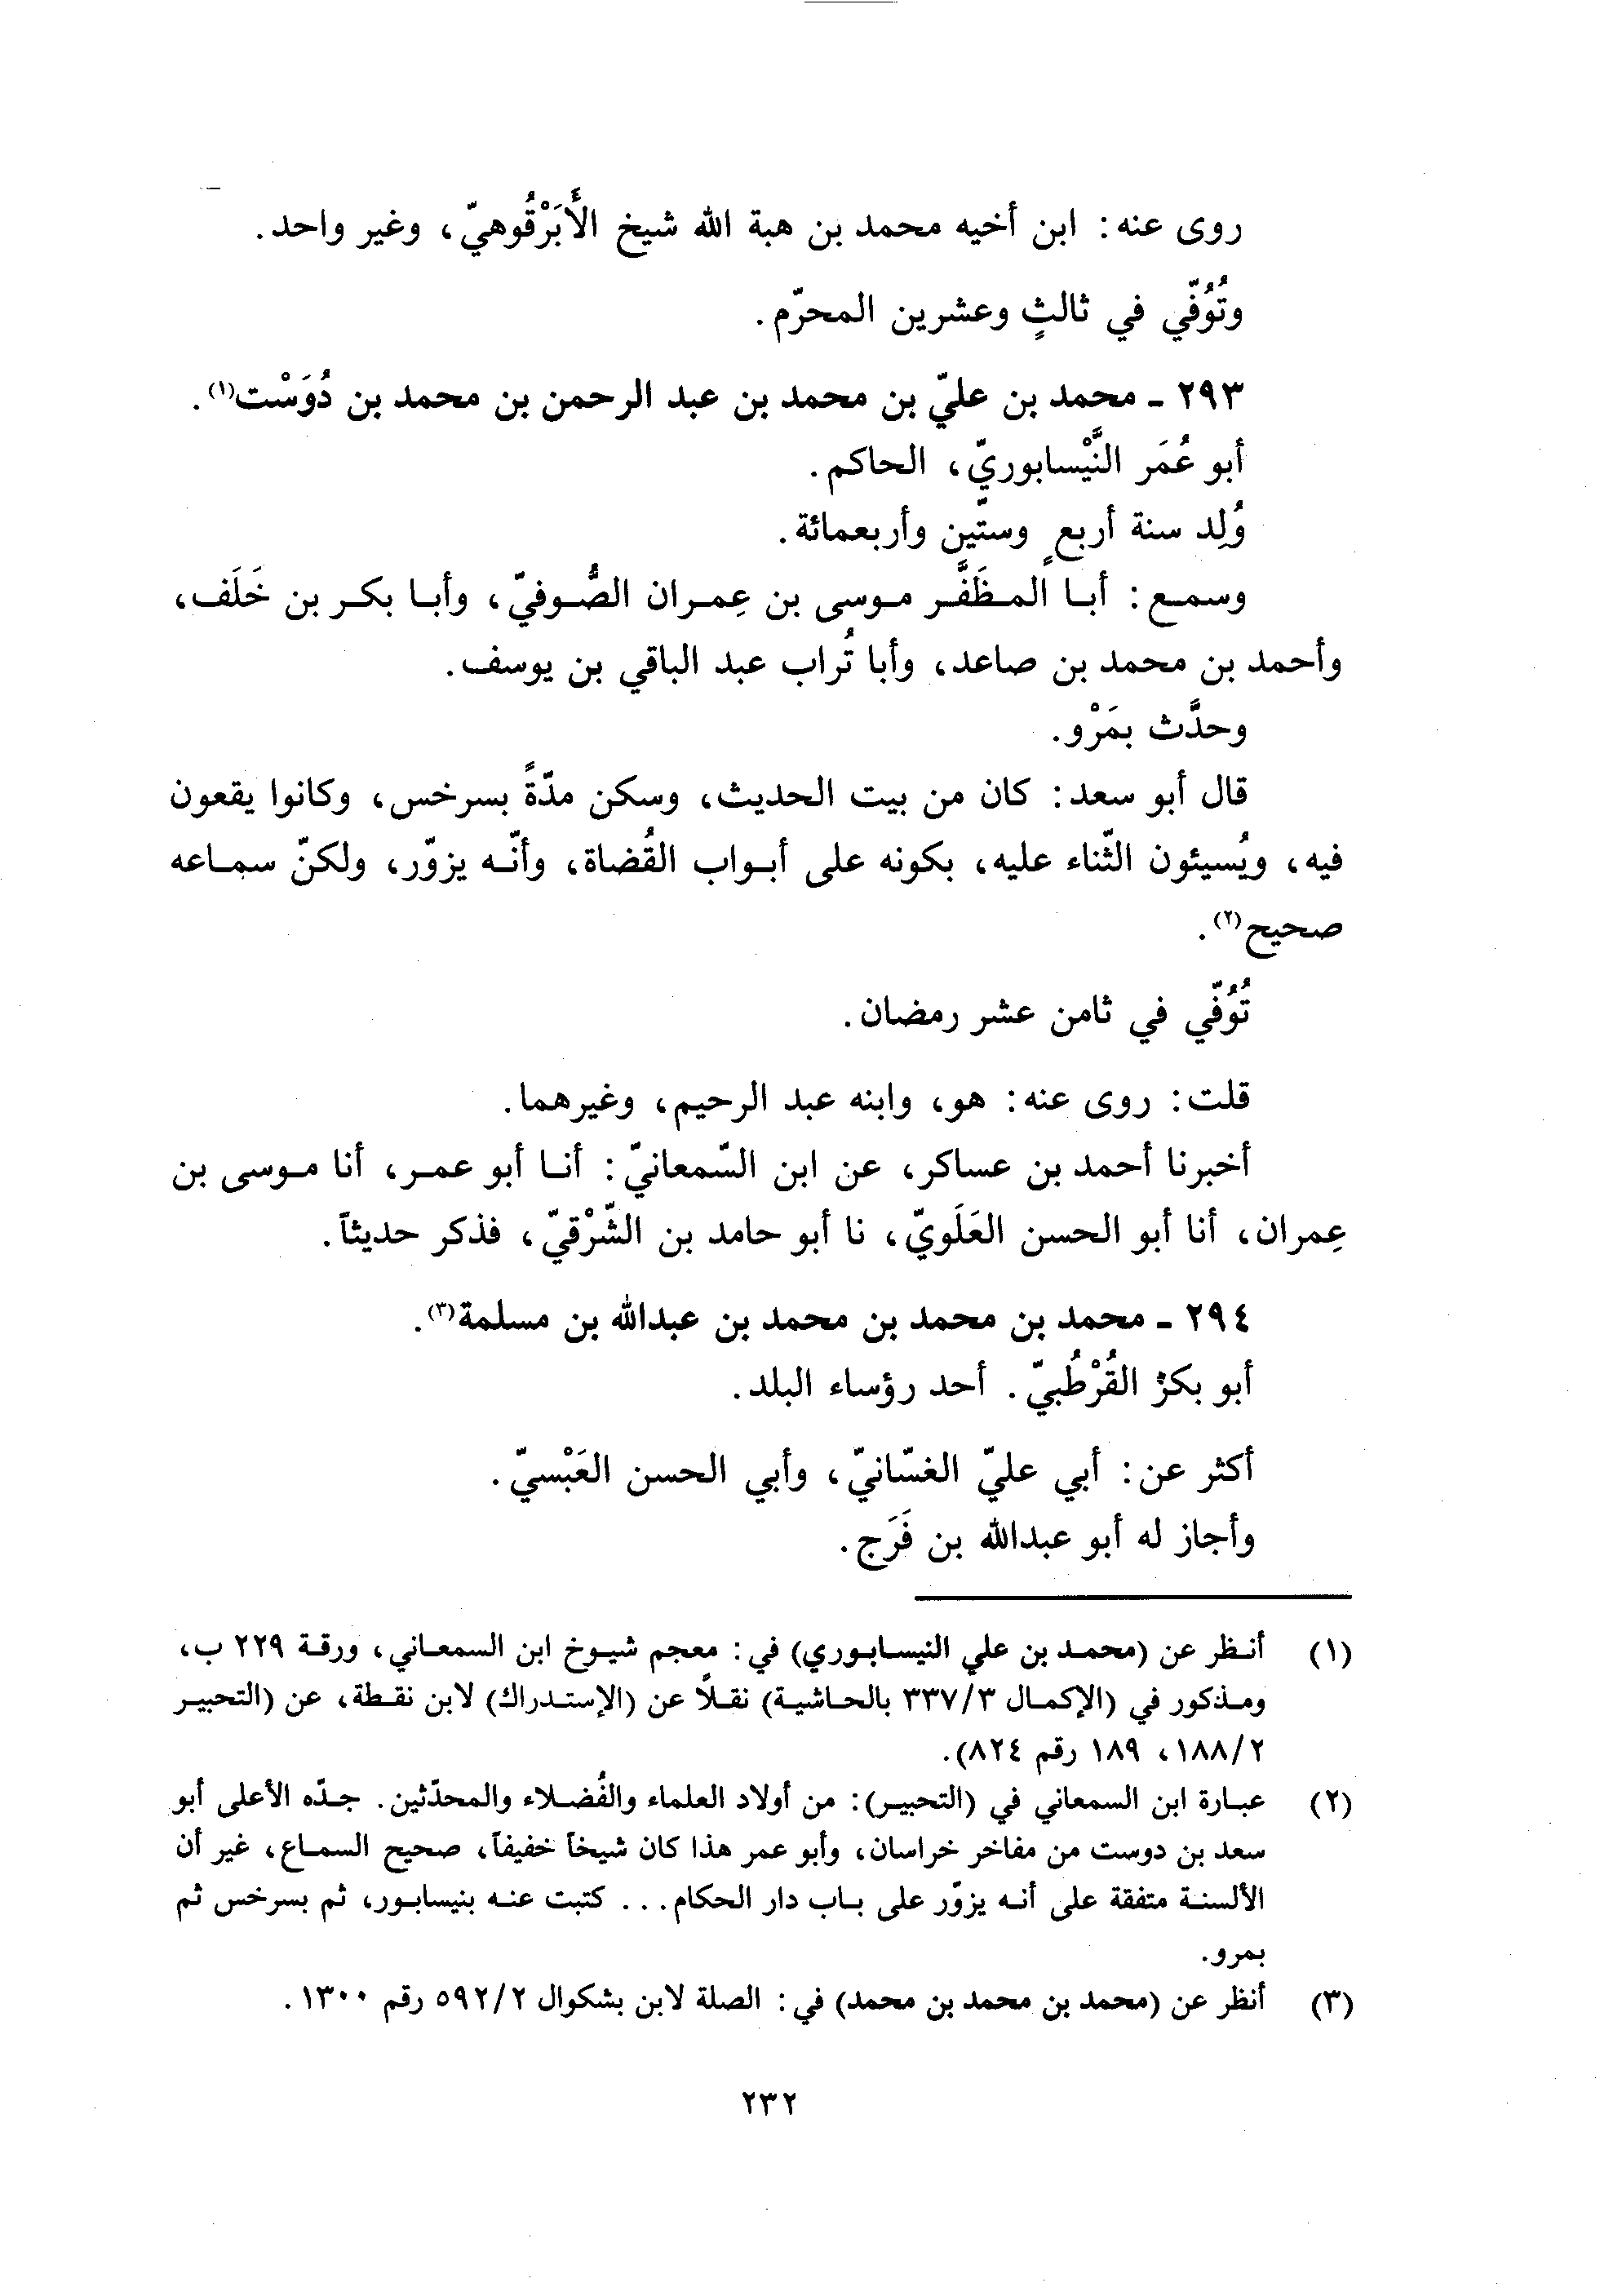 روى عنه: ابن أخيه محمد بن هبة الله شيخ الأَبَرْقُوهيّ، وغير واحد.
وتُوُفّي في ثالثٍ وعشرين المحرّم.
٢٩٣ - محمد بن عليّ بن محمد بن عبد الرحمن بن محمد بن دُوَسْت(١).
أبو عُمَر النَّيْسابوريّ، الحاكم.
وُلِد سنة أربعٍ وستّين وأربعمائة.
وسمع: أبا المظَفَّر موسى بن عِمران الصُّوفيّ، وأبا بكر بن خَلَف،
وأحمد بن محمد بن صاعد، وأبا تُراب عبد الباقي بن يوسف.
وحدَّث بمَرْو.
قال أبو سعد: كان من بيت الحديث، وسكن مدّةً بسرخس، وكانوا يقعون
فيه، ويُسيئون الثّناء عليه، بكونه على أبواب القُضاة، وأنّه يزوّر، ولكنّ سماعه
صحيح(٢).
تُوُفّي في ثامن عشر رمضان.
قلت: روى عنه: هو، وابنه عبد الرحيم، وغيرهما.
أخبرنا أحمد بن عساكر، عن ابن السّمعانيّ: أنا أبو عمر، أنا موسى بن
عِمران، أنا أبو الحسن العَلَويّ، نا أبو حامد بن الشّرْقيّ، فذكر حديثاً.
٢٩٤ - محمد بن محمد بن محمد بن عبدالله بن مسلمة(٣).
أبو بكر القُرْطُبيّ. أحد رؤساء البلد.
أكثر عن: أبي عليّ الغسّانيّ، وأبي الحسن العَبْسيّ.
وأجاز له أبو عبدالله بن فَرَج.
(١) أنظر عن (محمد بن علي النيسابوري) في: معجم شيوخ ابن السمعاني، ورقة ٢٢٩ ب،
ومذكور في (الإكمال ٣/٣٣٧ بالحاشية) نقلاً عن (الإستدراك) لابن نقطة، عن (التحبير
٢/١٨٨، ١٨٩ رقم ٨٢٤).
(٢) عبارة ابن السمعاني في (التحبير): من أولاد العلماء والفُضلاء والمحدّثين. جدّه الأعلى أبو
سعد بن دوست من مفاخر خراسان، وأبو عمر هذا كان شيخاً خفيفاً، صحيح السماع، غير أن
الألسنة متفقة على أنه يزوّر على باب دار الحكام... كتبت عنه بنيسابور، ثم بسرخس ثم
بمرو.
(٣) أنظر عن (محمد بن محمد بن محمد) في: الصلة لابن بشكوال ٢/٥٩٢ رقم ١٣٠٠.
٢٣٢